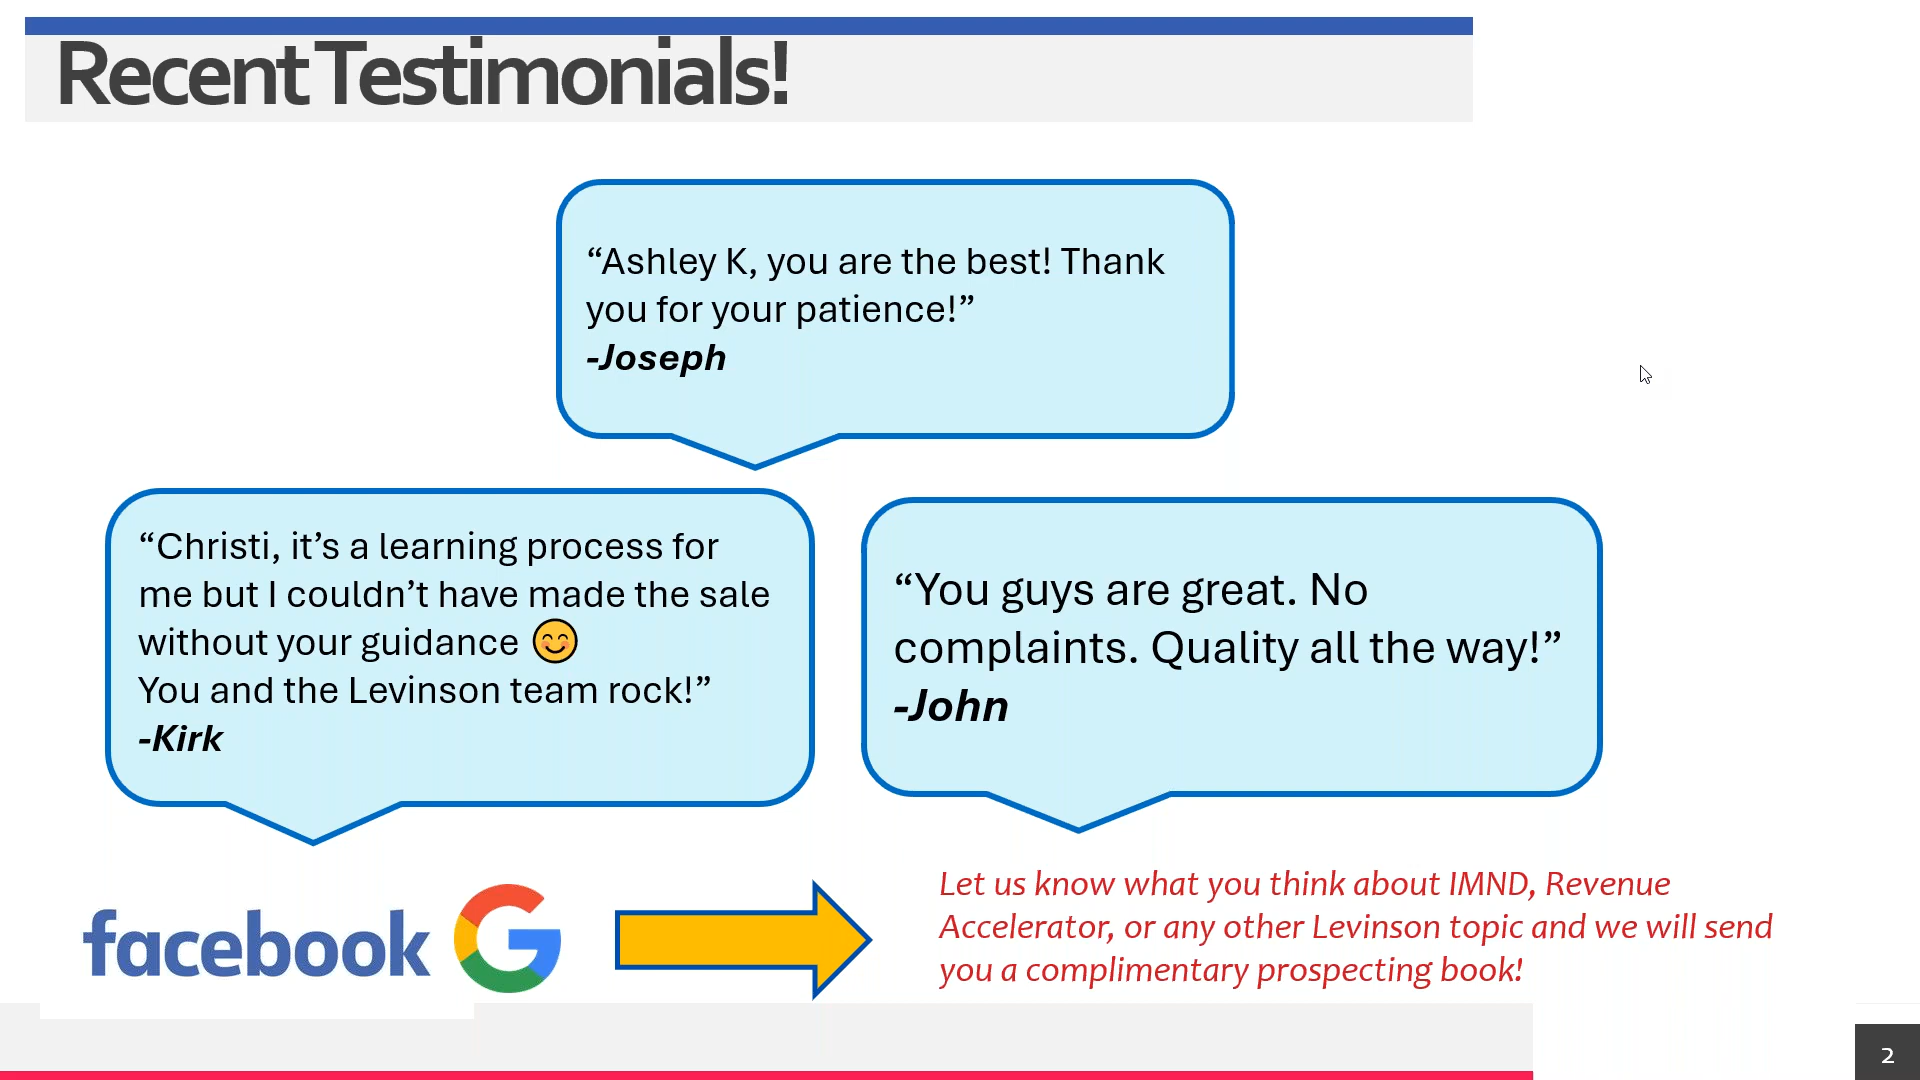 Recent Testimonials!
“Ashley K, you are the best! Thank
you for your patience!”
-Joseph
“Christi, it’s a learning process for
me but I couldn’t have made the sale
without your guidance 😊
You and the Levinson team rock!”
-Kirk
“You guys are great. No
complaints. Quality all the way!”
-John
facebook G
Let us know what you think about IMND, Revenue
Accelerator, or any other Levinson topic and we will send
you a complimentary prospecting book!
2